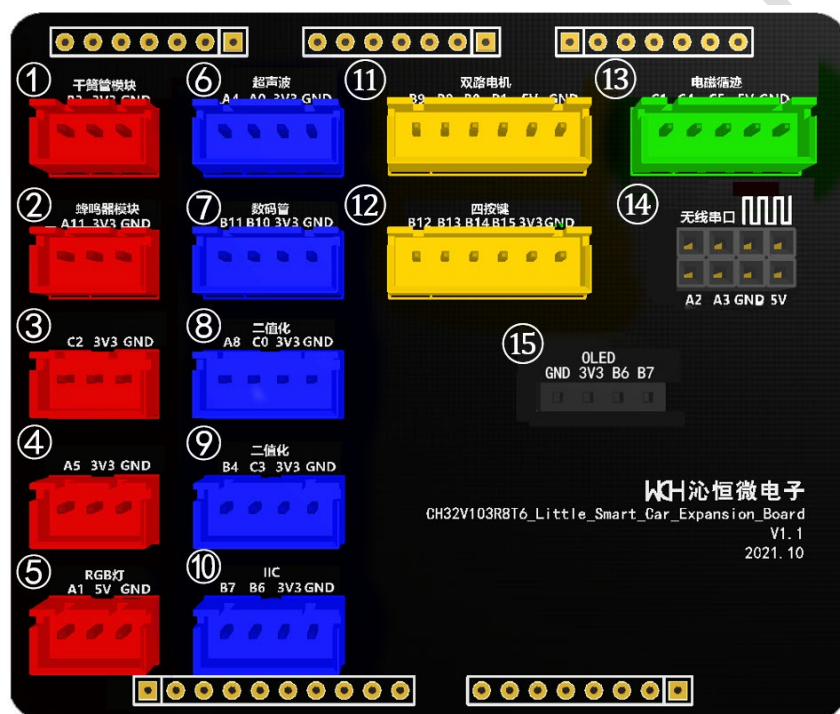 ①
干簧管模块
3V3 GND
②
蜂鸣器模块
A11 3V3 GND
③
C2 3V3 GND
④
A5 3V3 GND
⑤
RGB灯
A1 5V GND
⑥
超声波
A4 A0 3V3 GND
⑦
数码管
B11 B10 3V3 GND
⑧
二值化
A8 C0 3V3 GND
⑨
二值化
B4 C3 3V3 GND
⑩
IIC
B7 B6 3V3 GND
⑪
双路电机
B9 B8 B0 B1 5V GND
⑫
四按键
B12 B13 B14 B15 3V3 GND
⑬
电磁循迹
C1 C4 C5 5V GND
⑭
无线串口
A2 A3 GND 5V
⑮
OLED
GND 3V3 B6 B7
WCH沁恒微电子
CH32V103R8T6_Little_Smart_Car_Expansion_Board
V1.1
2021.10